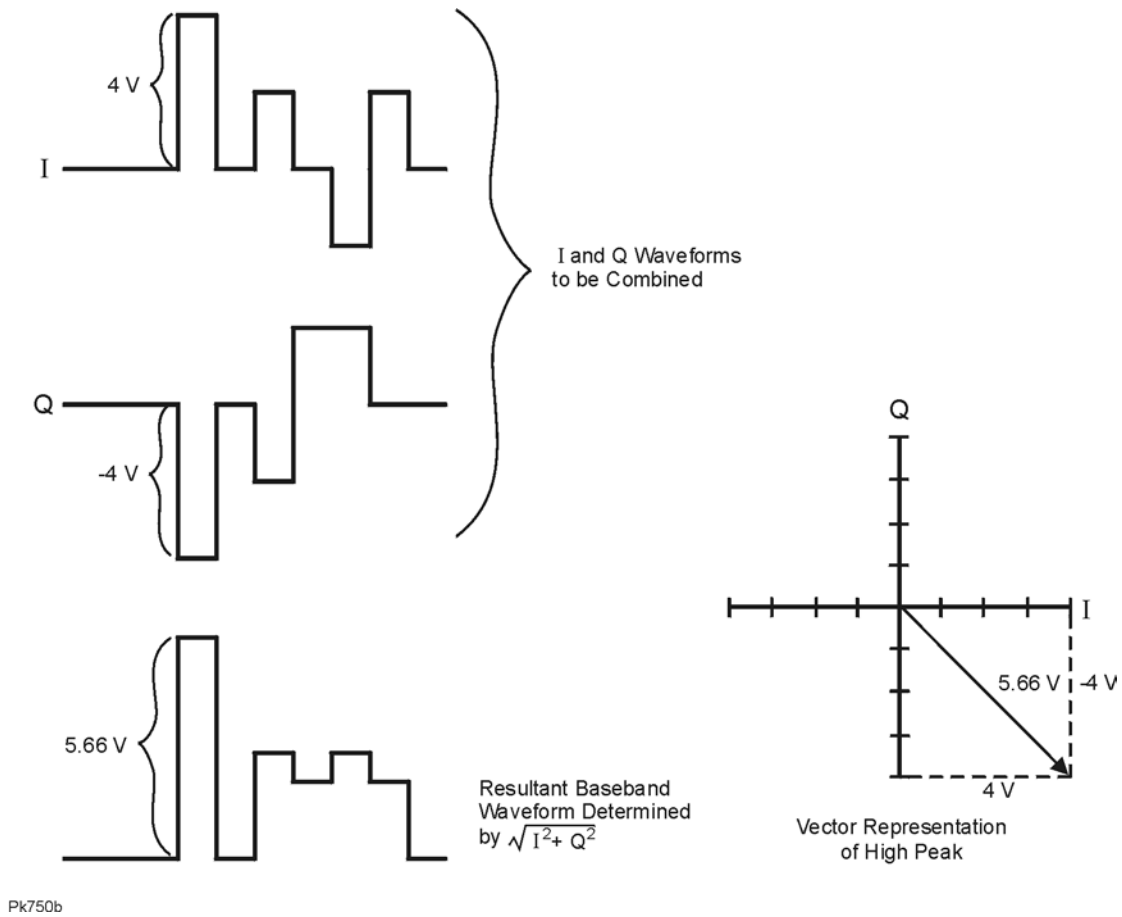 4 V
I
I and Q Waveforms
to be Combined
Q
-4 V
Q
I
5.66 V
-4 V
4 V
5.66 V
Resultant Baseband
Waveform Determined
by √I²+ Q²
Vector Representation
of High Peak
Pk750b